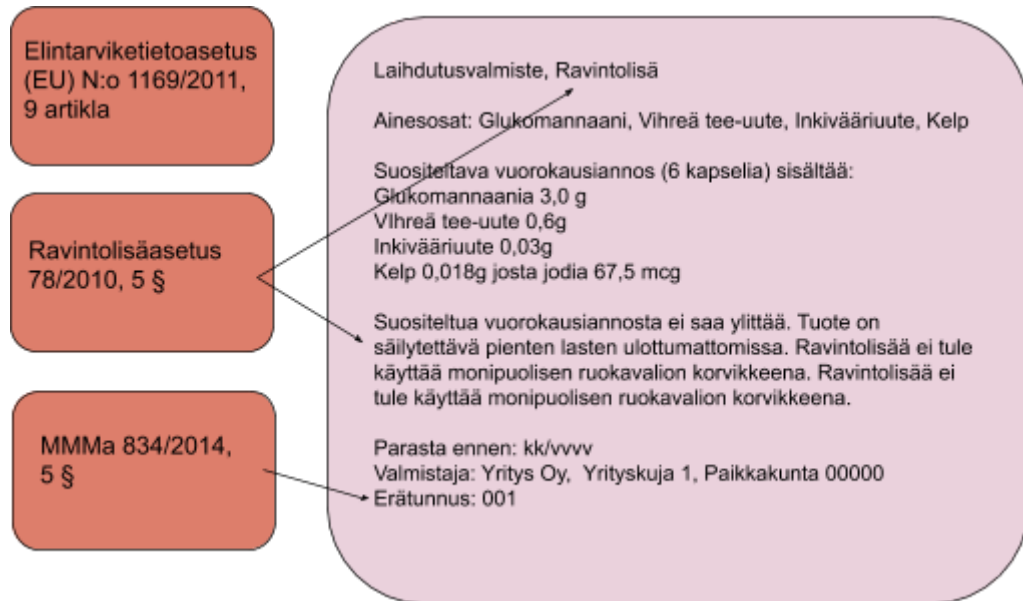 Elintarviketietoasetus
(EU) N:o 1169/2011,
9 artikla
Ravintolisäasetus
78/2010, 5 §
MMMa 834/2014,
5 §
Laihdutusvalmiste, Ravintolisä
Ainesosat: Glukomannaani, Vihreä tee-uute, Inkivääriuute, Kelp
Suositeltava vuorokausiannos (6 kapselia) sisältää:
Glukomannaania 3,0 g
VIhreä tee-uute 0,6g
Inkivääriuute 0,03g
Kelp 0,018g josta jodia 67,5 mcg
Suositeltua vuorokausiannosta ei saa ylittää. Tuote on
säilytettävä pienten lasten ulottumattomissa. Ravintolisää ei tule
käyttää monipuolisen ruokavalion korvikkeena. Ravintolisää ei
tule käyttää monipuolisen ruokavalion korvikkeena.
Parasta ennen: kk/vvvv
Valmistaja: Yritys Oy, Yrityskuja 1, Paikkakunta 00000
Erätunnus: 001